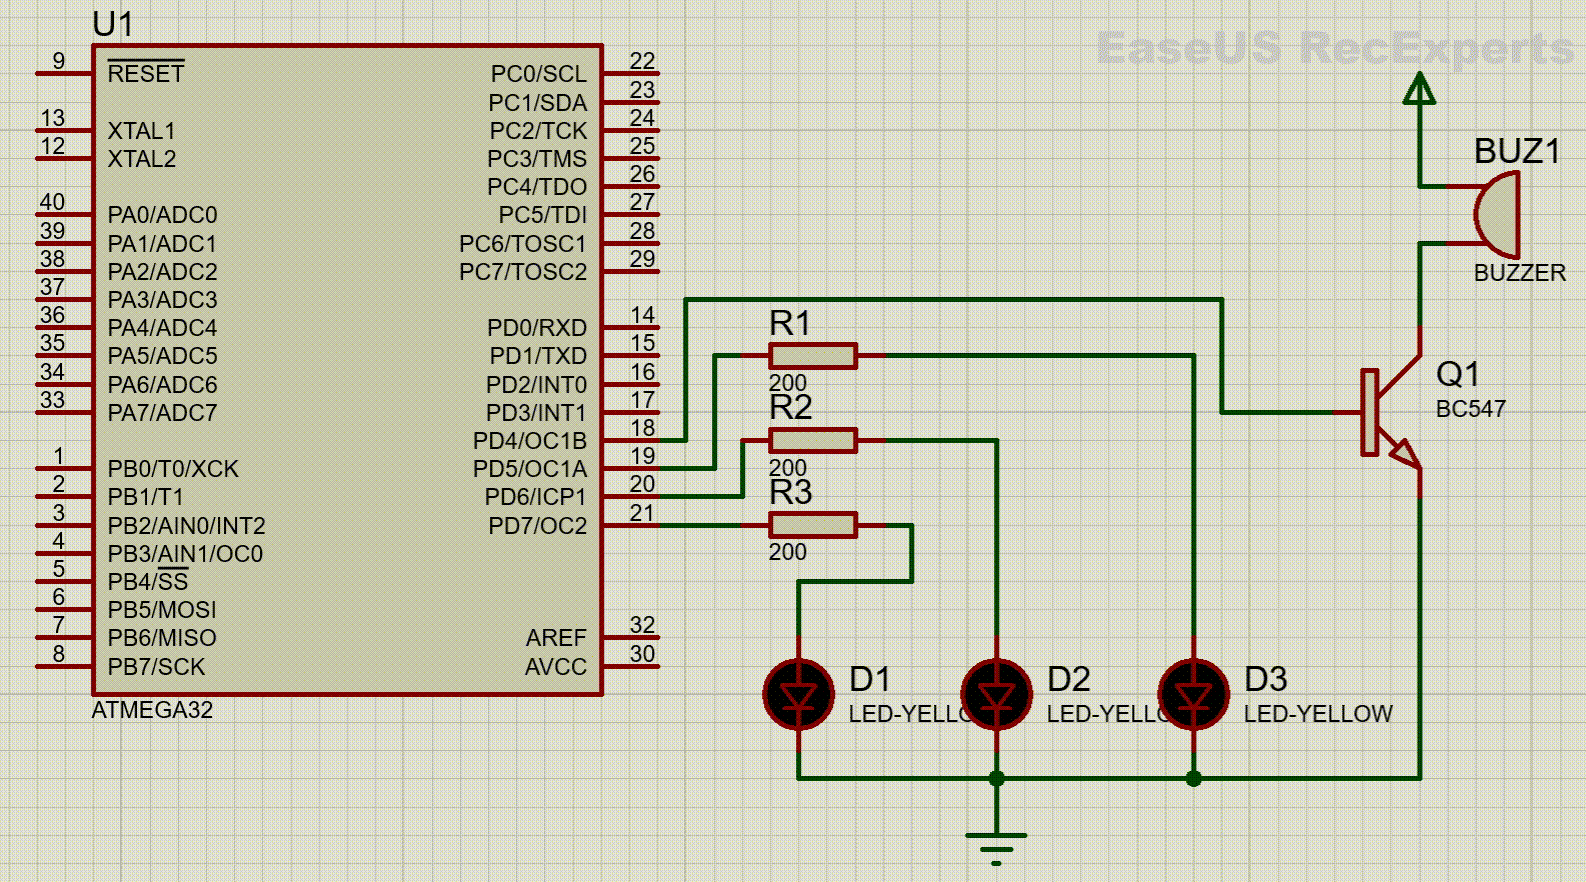 U1
EaseUS RecExperts
9 RESET
13 XTAL1
12 XTAL2
40 PA0/ADC0
39 PA1/ADC1
38 PA2/ADC2
37 PA3/ADC3
36 PA4/ADC4
35 PA5/ADC5
34 PA6/ADC6
33 PA7/ADC7
1 PB0/T0/XCK
2 PB1/T1
3 PB2/AIN0/INT2
4 PB3/AIN1/OC0
5 PB4/SS
6 PB5/MOSI
7 PB6/MISO
8 PB7/SCK
PC0/SCL 22
PC1/SDA 23
PC2/TCK 24
PC3/TMS 25
PC4/TDO 26
PC5/TDI 27
PC6/TOSC1 28
PC7/TOSC2 29
PD0/RXD 14
PD1/TXD 15
PD2/INT0 16
PD3/INT1 17
PD4/OC1B 18
PD5/OC1A 19
PD6/ICP1 20
PD7/OC2 21
AREF 32
AVCC 30
ATMEGA32
R1
200
R2
200
R3
200
D1
LED-YELLO
D2
LED-YELLO
D3
LED-YELLOW
BUZ1
BUZZER
Q1
BC547